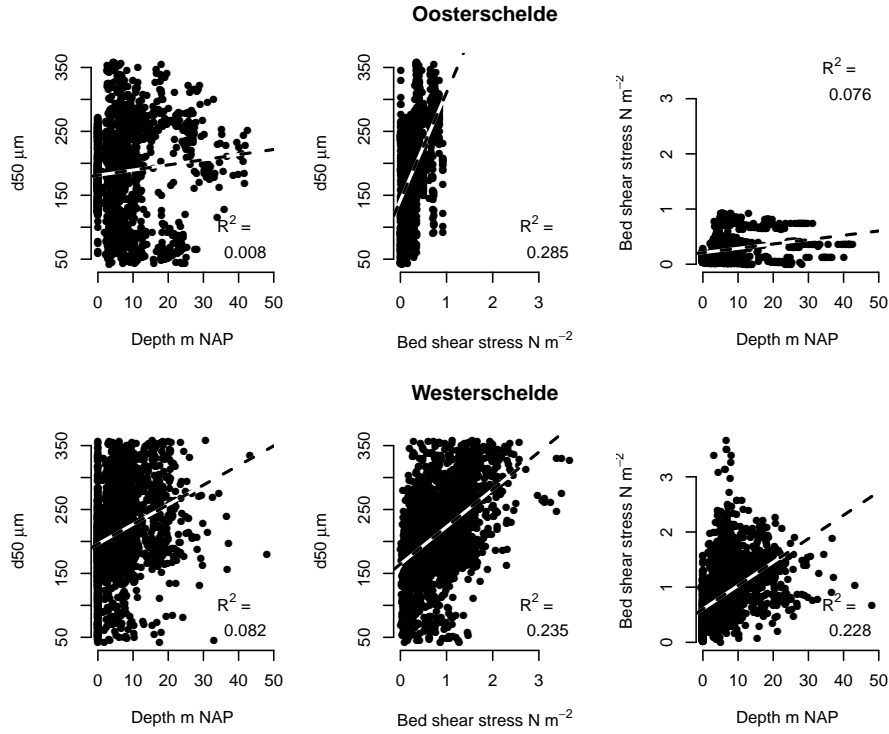 Oosterschelde
d50 μm
50 150 250 350
0 10 20 30 40 50
Depth m NAP
R² =
0.008
d50 μm
50 150 250 350
0 1 2 3
Bed shear stress N m⁻²
R² =
0.285
Bed shear stress N m⁻²
0 1 2 3
0 10 20 30 40 50
Depth m NAP
R² =
0.076
Westerschelde
d50 μm
50 150 250 350
0 10 20 30 40 50
Depth m NAP
R² =
0.082
d50 μm
50 150 250 350
0 1 2 3
Bed shear stress N m⁻²
R² =
0.235
Bed shear stress N m⁻²
0 1 2 3
0 10 20 30 40 50
Depth m NAP
R² =
0.228